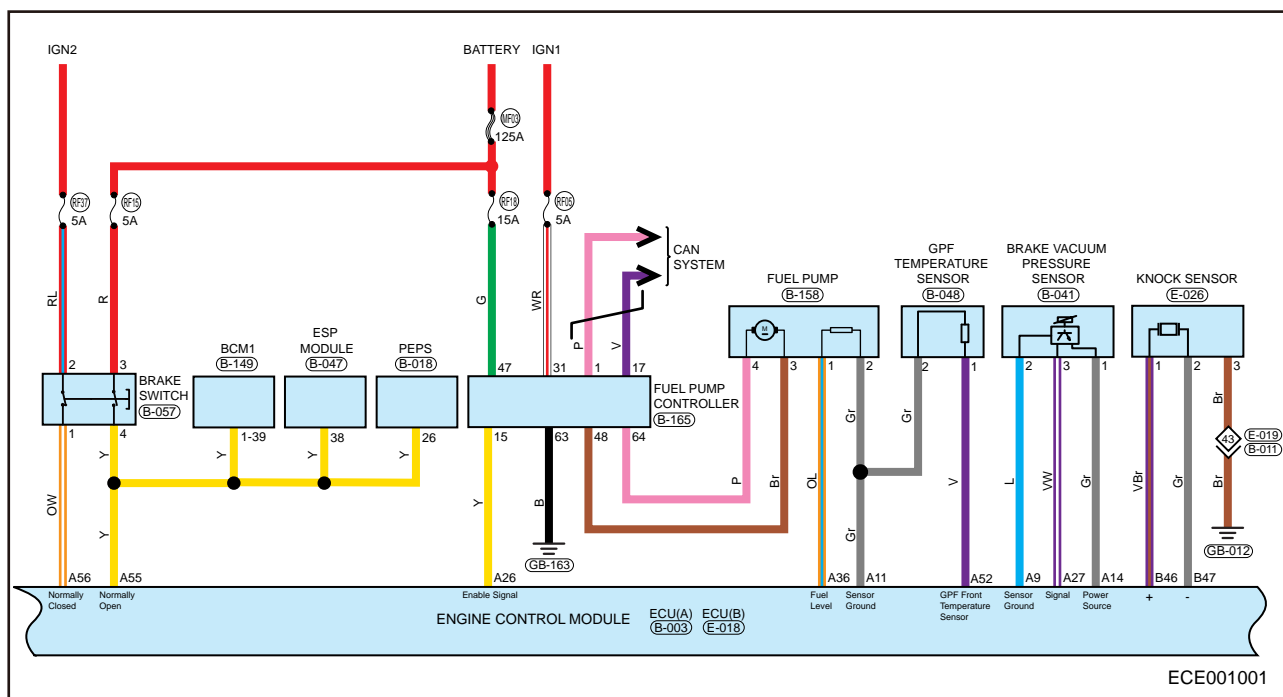 IGN2
BATTERY
IGN1
MF03
125A
RF37
5A
RF15
5A
RF18
15A
RF05
5A
CAN
SYSTEM
RL
R
G
WR
P
V
FUEL PUMP
B-158
GPF
TEMPERATURE
SENSOR
B-048
BRAKE VACUUM
PRESSURE
SENSOR
B-041
KNOCK SENSOR
E-026
M
BCM1
B-149
ESP
MODULE
B-047
PEPS
B-018
2
3
47
31
1
17
4
3
1
2
2
1
2
3
1
1
2
3
BRAKE
SWITCH
B-057
FUEL PUMP
CONTROLLER
B-165
1
4
1-39
38
26
15
63
48
64
Gr
Gr
Br
43
E-019
B-011
Y
Y
Y
Y
OW
Y
Y
B
P
Br
OL
Gr
V
L
VW
Gr
VBr
Gr
Br
GB-163
GB-012
A56
A55
A26
A36
A11
A52
A9
A27
A14
B46
B47
Normally
Closed
Normally
Open
Enable Signal
Fuel
Level
Sensor
Ground
GPF Front
Temperature
Sensor
Sensor
Ground
Signal
Power
Source
+
-
ENGINE CONTROL MODULE
ECU(A)
B-003
ECU(B)
E-018
ECE001001